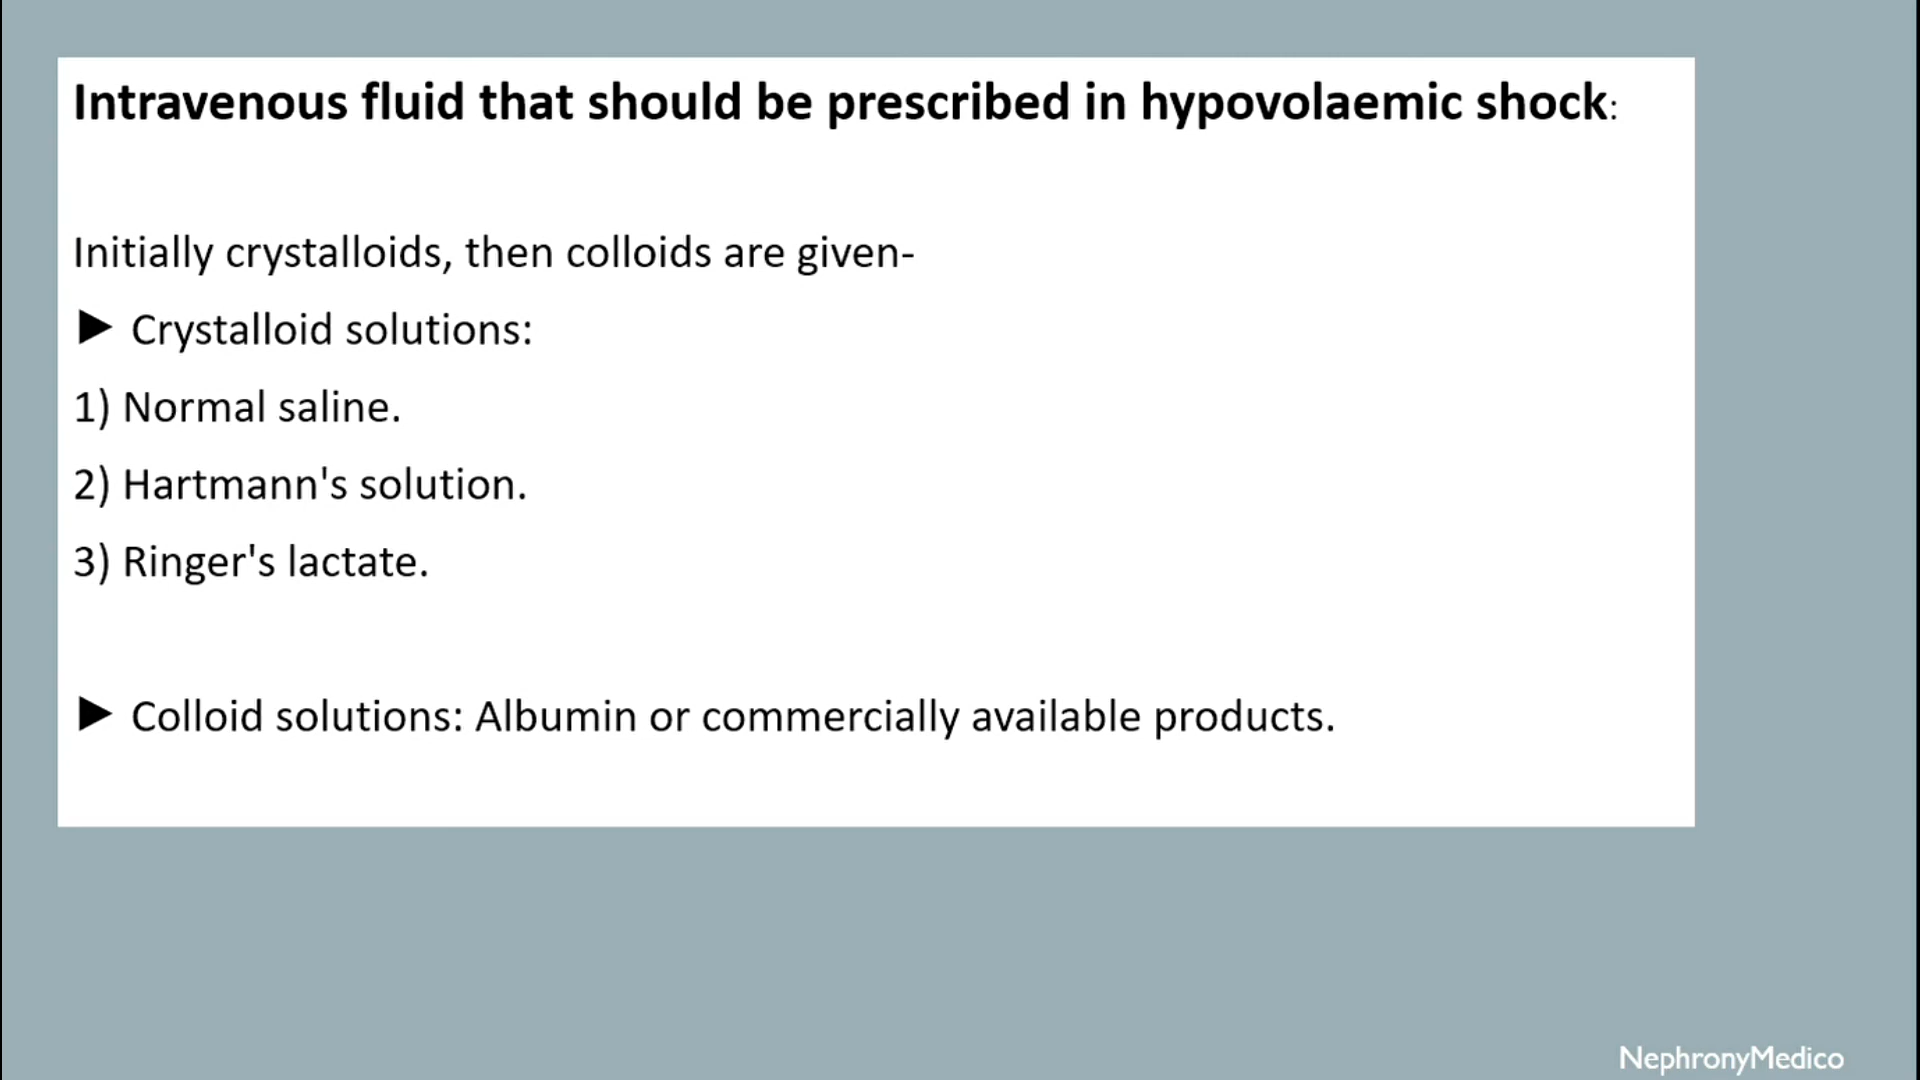 Intravenous fluid that should be prescribed in hypovolaemic shock:
Initially crystalloids, then colloids are given-
► Crystalloid solutions:
1) Normal saline.
2) Hartmann's solution.
3) Ringer's lactate.
► Colloid solutions: Albumin or commercially available products.
NephronyMedico